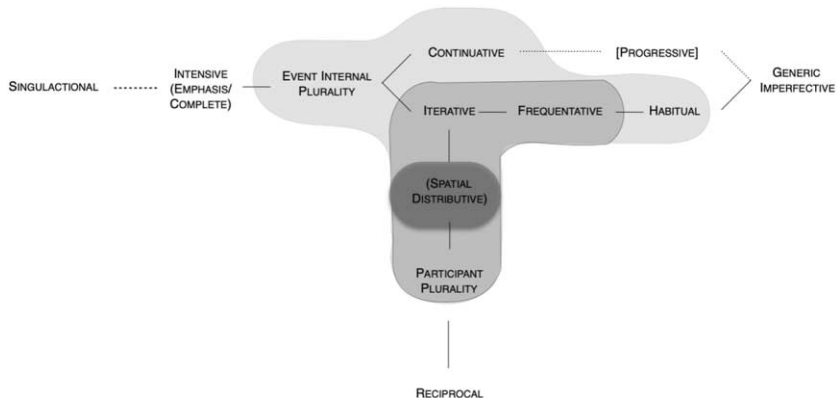 CONTINUATIVE
[PROGRESSIVE]
SINGULACTIONAL
INTENSIVE
(EMPHASIS/
COMPLETE)
EVENT INTERNAL
PLURALITY
GENERIC
IMPERFECTIVE
ITERATIVE
FREQUENTATIVE
HABITUAL
(SPATIAL
DISTRIBUTIVE)
PARTICIPANT
PLURALITY
RECIPROCAL